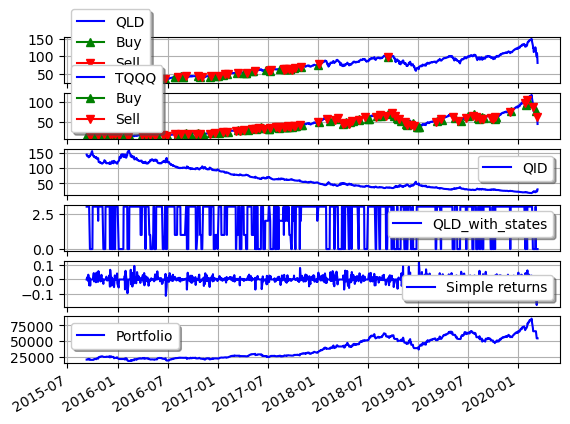 QLD
Buy
Sell
150
100
50
TQQQ
Buy
Sell
100
50
QID
150
100
50
QLD_with_states
2.5
0.0
Simple returns
0.1
0.0
−0.1
Portfolio
75000
50000
25000
2015-07
2016-01
2016-07
2017-01
2017-07
2018-01
2018-07
2019-01
2019-07
2020-01